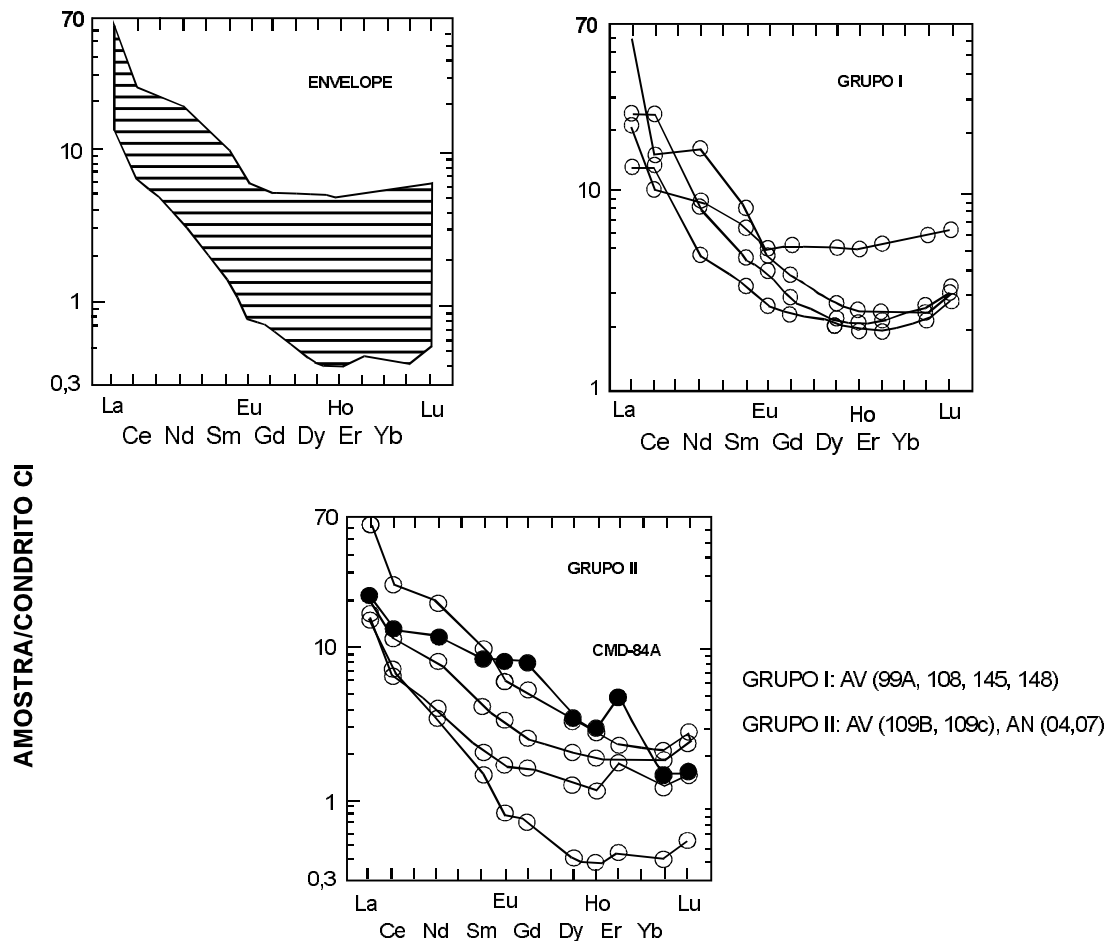 70
ENVELOPE
10
1
0,3
La Eu Ho Lu
Ce Nd Sm Gd Dy Er Yb
70
GRUPO I
10
1
La Eu Ho Lu
Ce Nd Sm Gd Dy Er Yb
AMOSTRA/CONDRITO CI
70
GRUPO II
CMD-84A
10
1
0,3
La Eu Ho Lu
Ce Nd Sm Gd Dy Er Yb
GRUPO I: AV (99A, 108, 145, 148)
GRUPO II: AV (109B, 109c), AN (04,07)